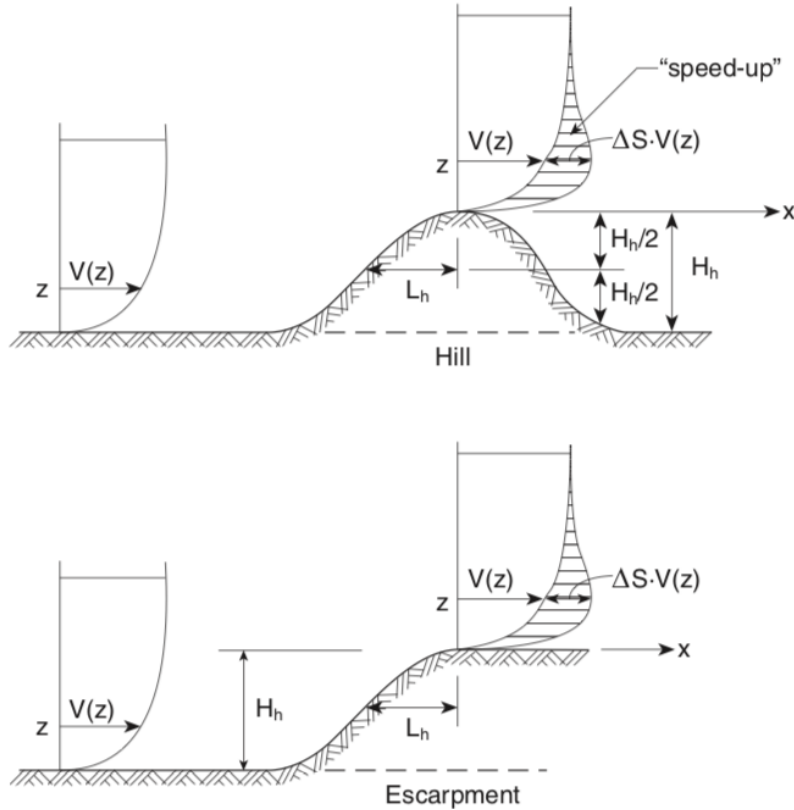 "speed-up"
V(z)
ΔS·V(z)
z
x
V(z)
z
H_h/2
H_h
L_h
H_h/2
Hill
V(z)
ΔS·V(z)
z
x
V(z)
z
H_h
L_h
Escarpment